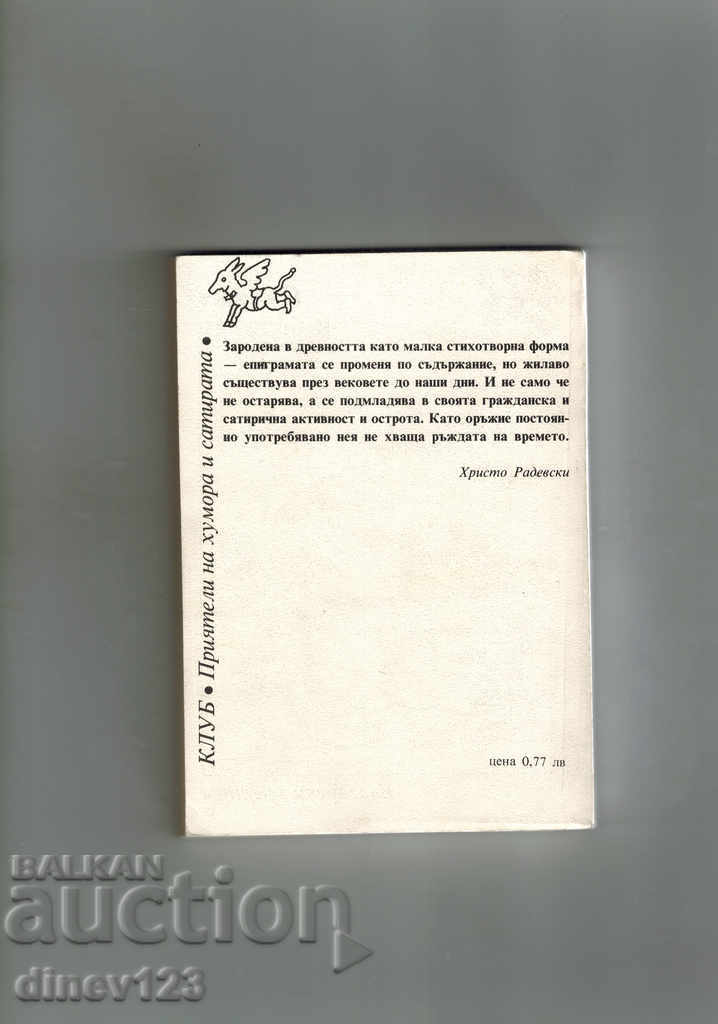 Зародена в древността като малка стихотворна форма
— епиграмата се променя по съдържание, но жилаво
съществува през вековете до наши дни. И не само че
не остарява, а се подмладява в своята гражданска и
сатирична активност и острота. Като оръжие постоян-
но употребявано нея не хваща ръждата на времето.
Христо Радевски
КЛУБ • Приятели на хумора и сатирата •
цена 0,77 лв
BALKAN
auction
dinev123